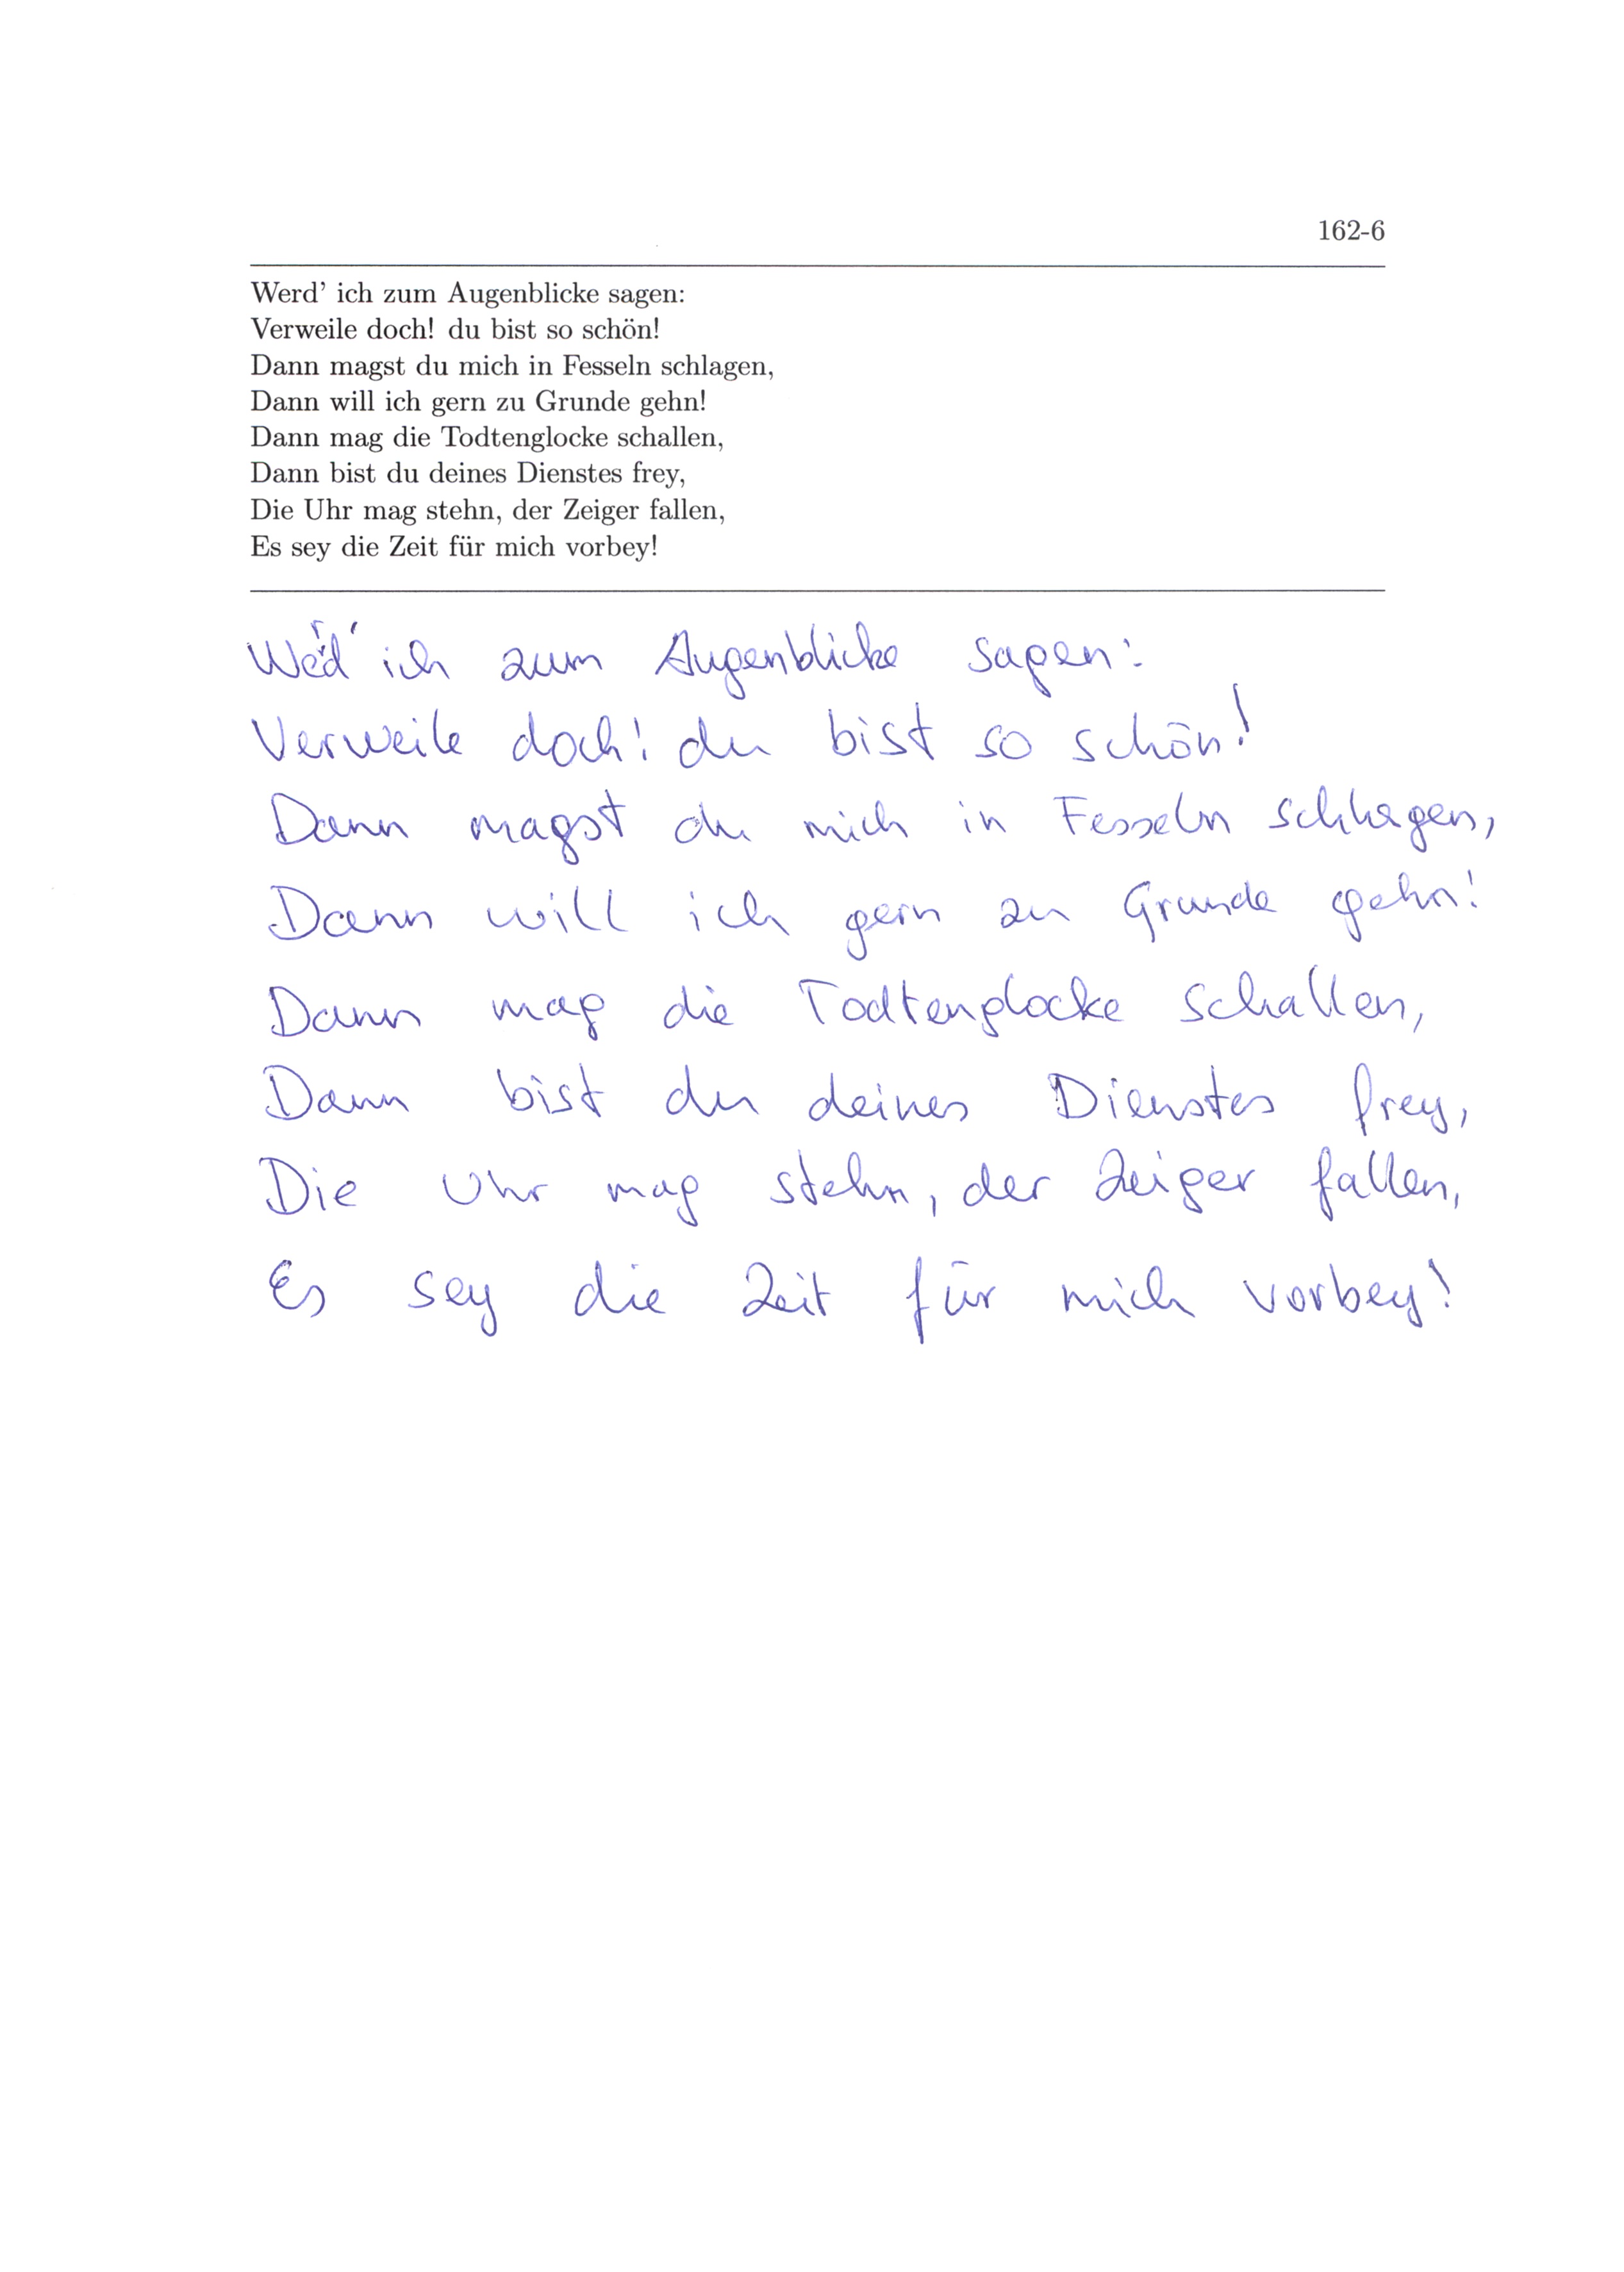 162-6
Werd' ich zum Augenblicke sagen:
Verweile doch! du bist so schön!
Dann magst du mich in Fesseln schlagen,
Dann will ich gern zu Grunde gehn!
Dann mag die Todtenglocke schallen,
Dann bist du deines Dienstes frey,
Die Uhr mag stehn, der Zeiger fallen,
Es sey die Zeit für mich vorbey!
Werd' ich zum Augenblicke sagen:
Verweile doch! du bist so schön!
Dann magst du mich in Fesseln schlagen,
Dann will ich gern zu Grunde gehn!
Dann mag die Todtenglocke schallen,
Dann bist du deines Dienstes frey,
Die Uhr mag stehn, der Zeiger fallen,
Es sey die Zeit für mich vorbey!